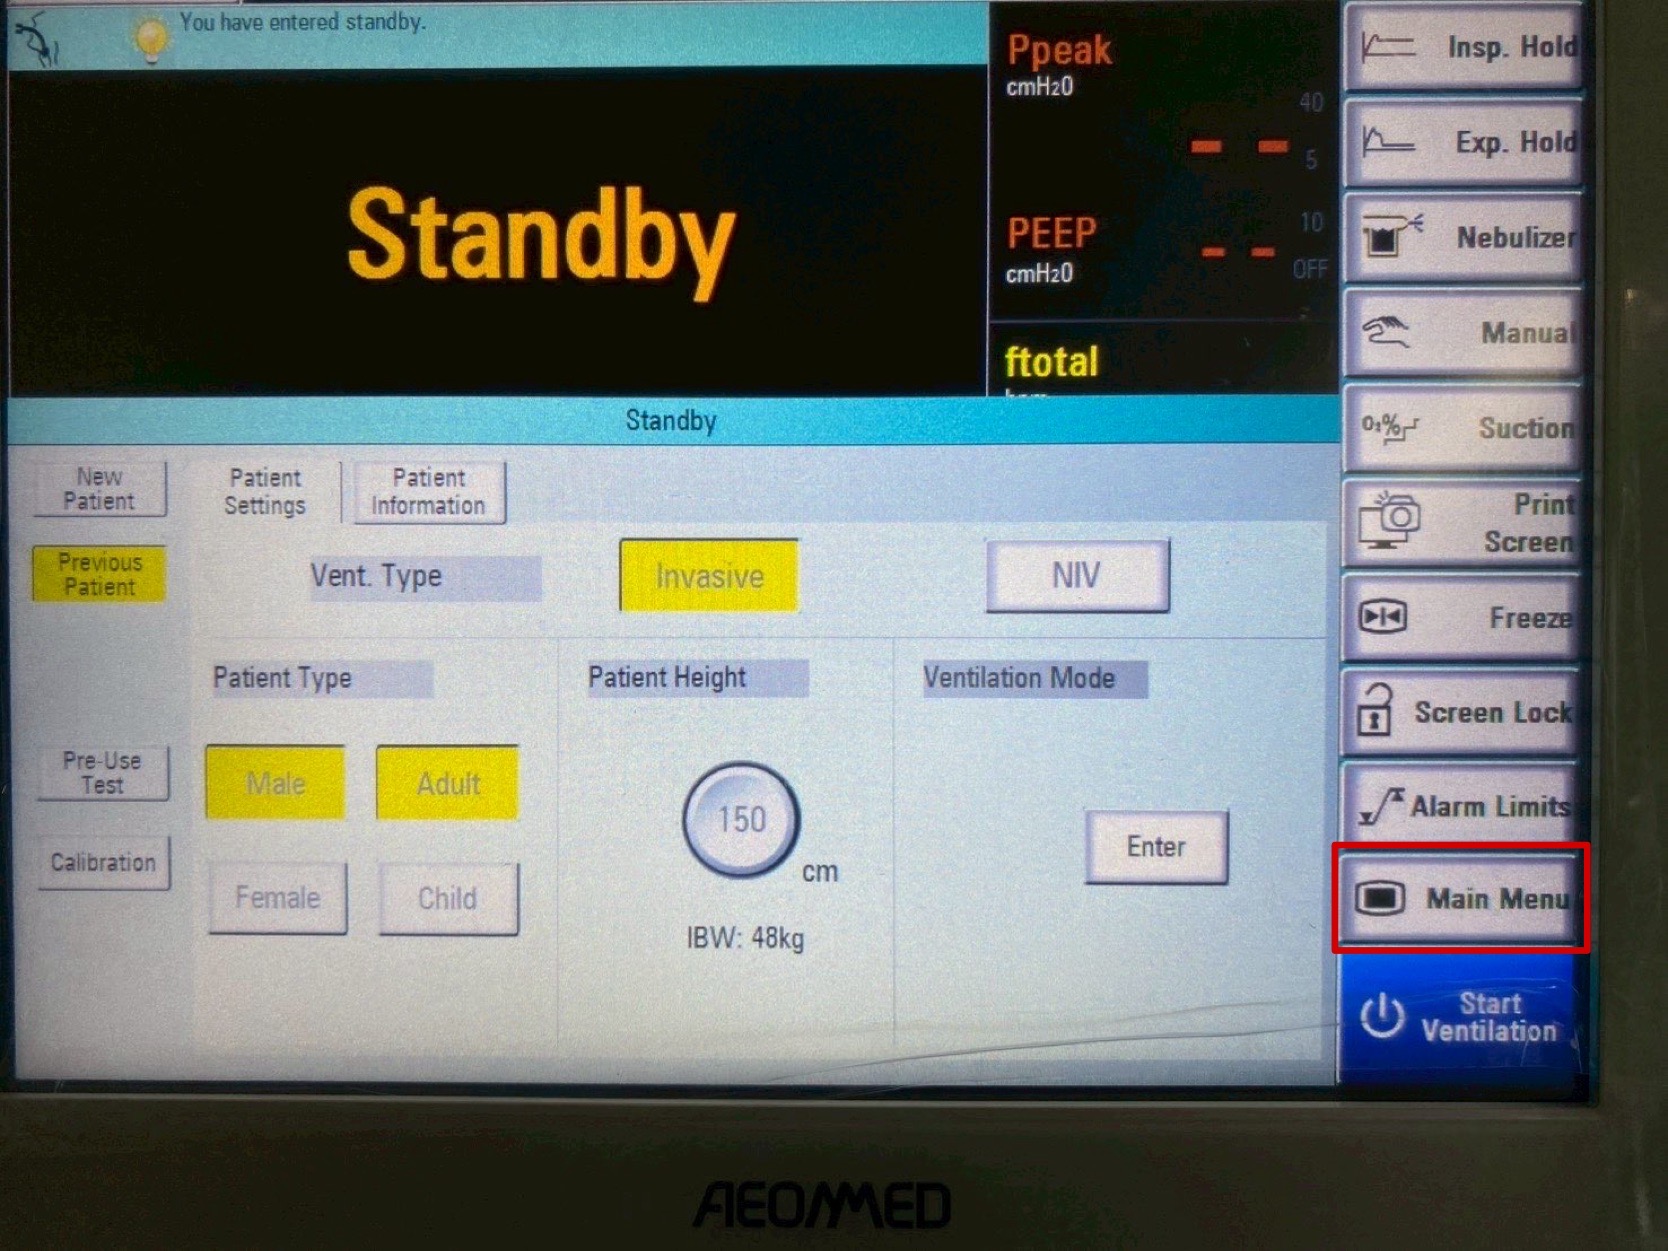 You have entered standby.
Standby
Ppeak
cmH2O
40
5
PEEP
cmH2O
10
OFF
ftotal
Standby
New
Patient
Previous
Patient
Pre-Use
Test
Calibration
Patient
Settings
Patient
Information
Vent. Type
Invasive
NIV
Patient Type
Male
Adult
Female
Child
Patient Height
150
cm
IBW: 48kg
Ventilation Mode
Enter
Insp. Hold
Exp. Hold
Nebulizer
Manual
O₂%
Suction
Print
Screen
Freeze
Screen Lock
Alarm Limits
Main Menu
Start
Ventilation
AEONMED